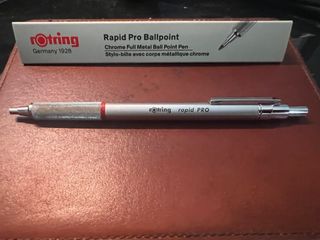 rotring
Germany 1928
Rapid Pro Ballpoint
Chrome Full Metal Ball Point Pen
Stylo-bille avec corps métallique chrome
rotring rapid PRO